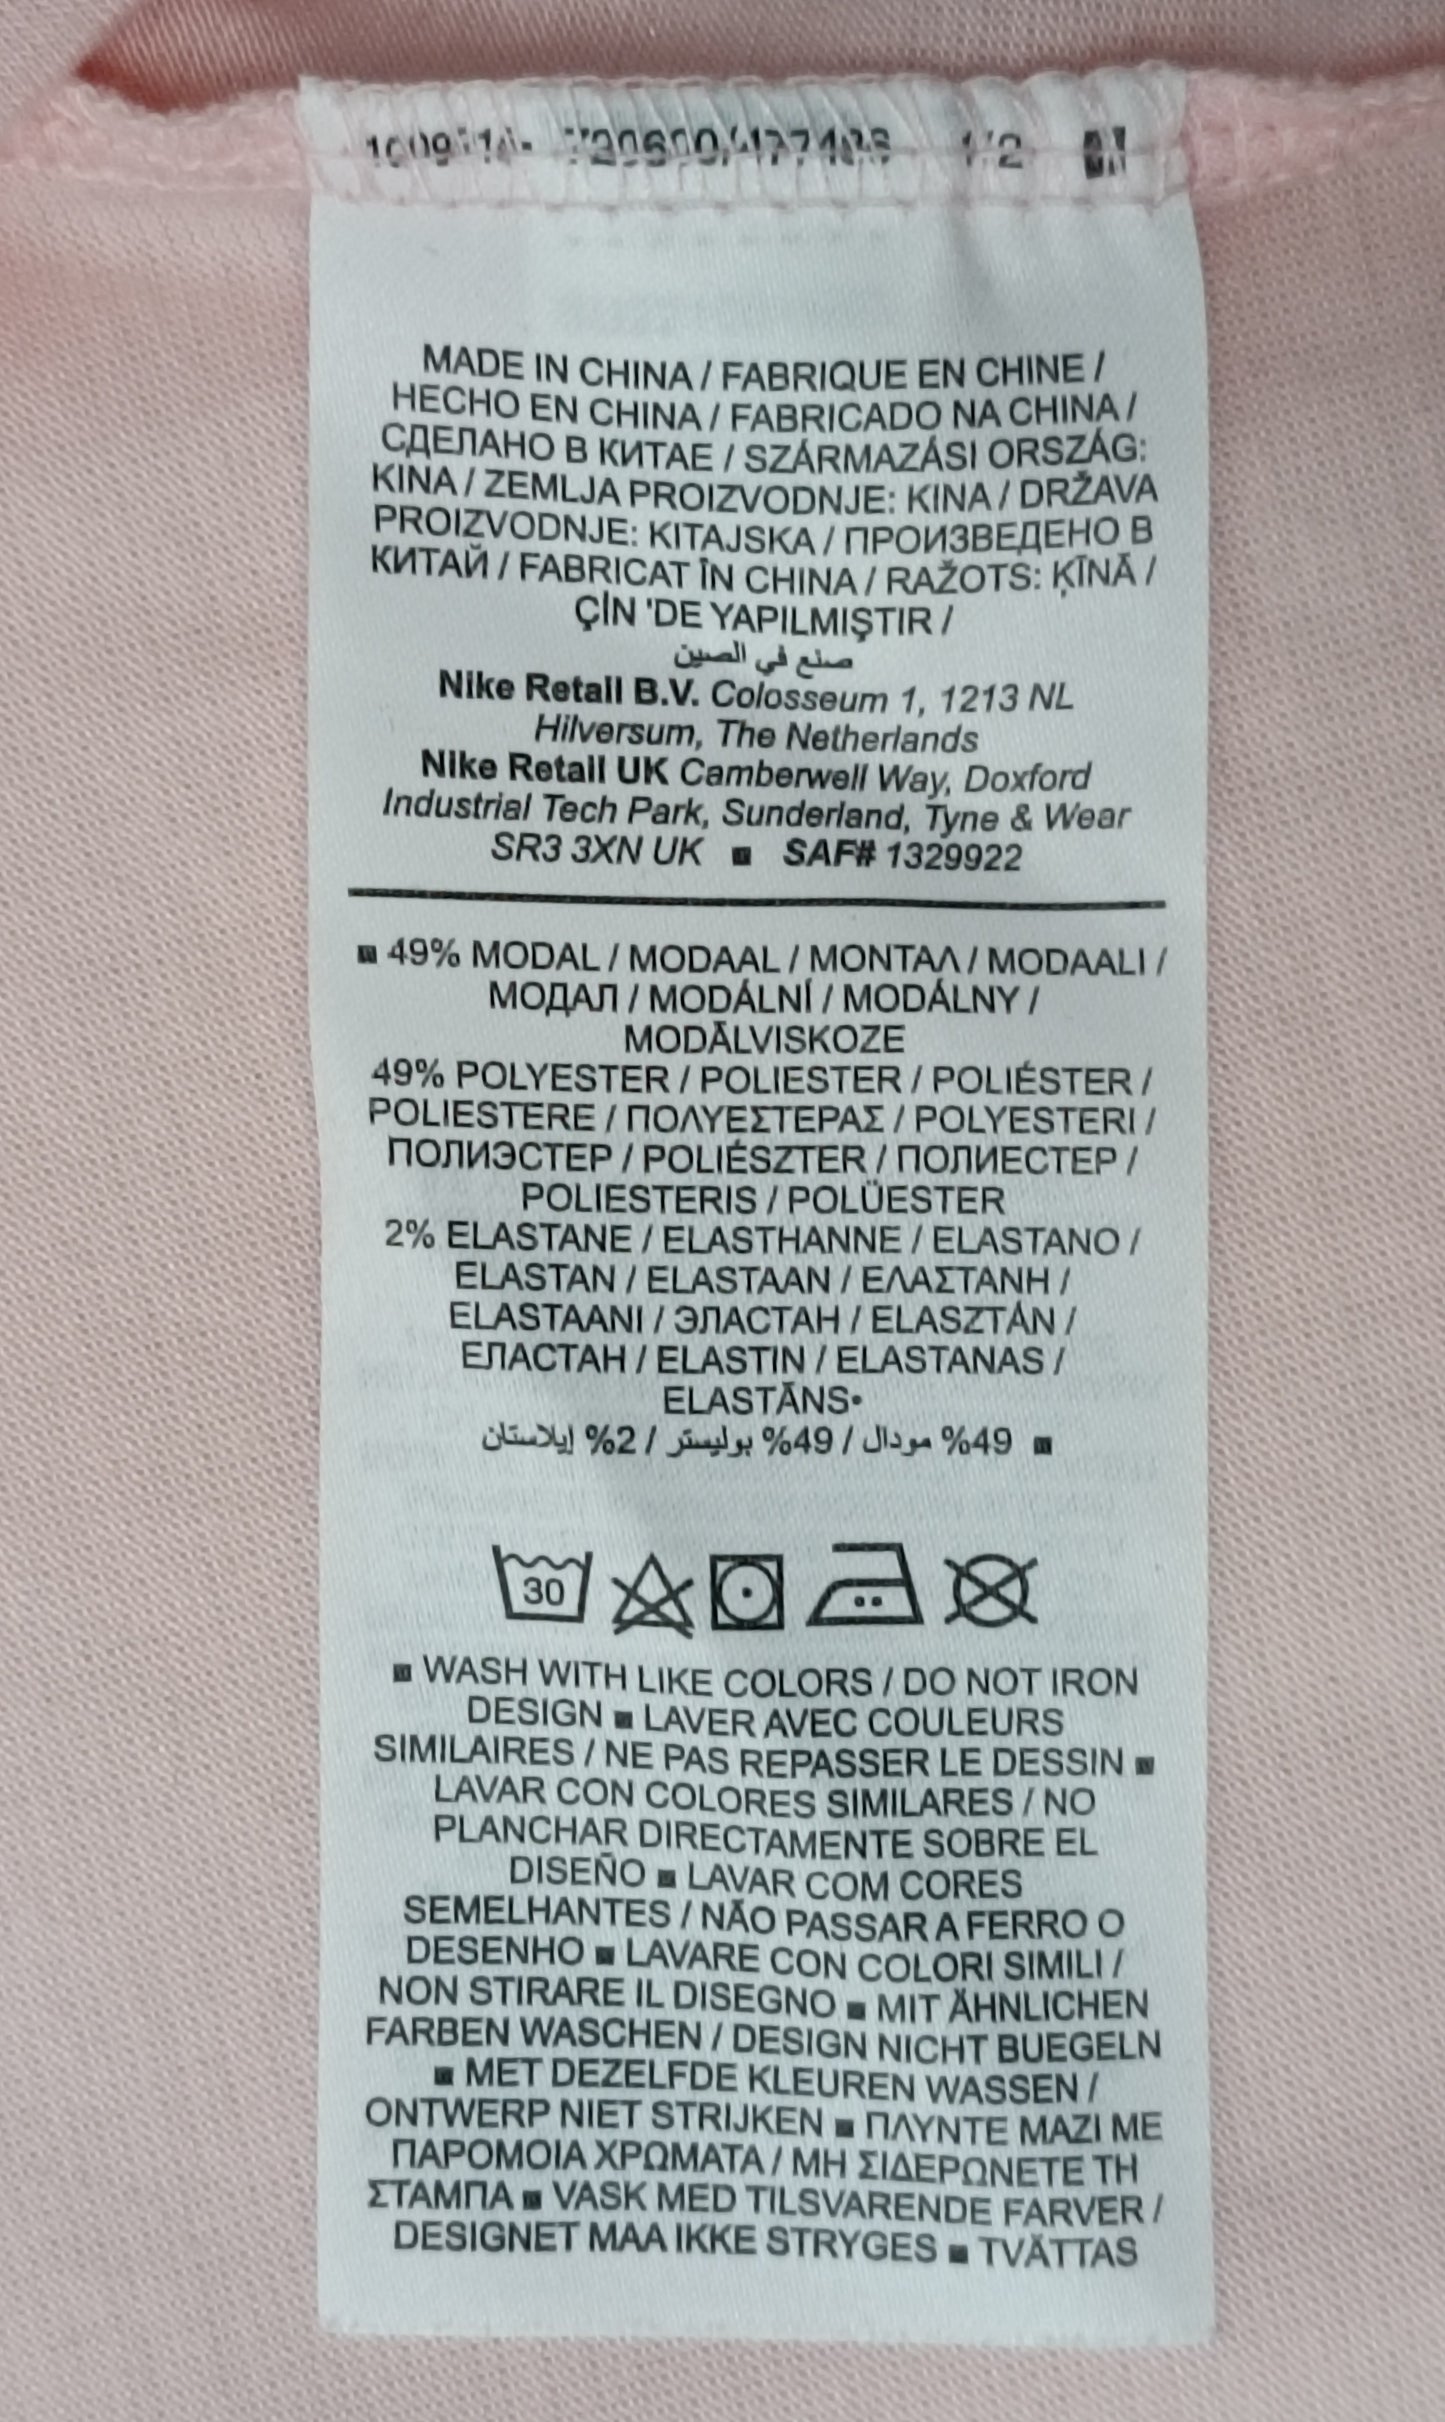 1/2
MADE IN CHINA / FABRIQUE EN CHINE /
HECHO EN CHINA / FABRICADO NA CHINA /
СДЕЛАНО В КИТАЕ / SZÁRMAZÁSI ORSZÁG:
KINA / ZEMLJA PROIZVODNJE: KINA / DRŽAVA
PROIZVODNJE: KITAJSKA / ПРОИЗВЕДЕНО В
КИТАЙ / FABRICAT ÎN CHINA / RAŽOTS: ĶĪNĀ /
ÇİN 'DE YAPILMIŞTIR /
صنع في الصين
Nike Retail B.V. Colosseum 1, 1213 NL
Hilversum, The Netherlands
Nike Retail UK Camberwell Way, Doxford
Industrial Tech Park, Sunderland, Tyne & Wear
SR3 3XN UK ■ SAF# 1329922
■ 49% MODAL / MODAAL / ΜΟΝΤΑΛ / MODAALI /
МОДАЛ / MODÁLNÍ / MODÁLNY /
MODĀLVISKOZE
49% POLYESTER / POLIESTER / POLIÉSTER /
POLIESTERE / ΠΟΛΥΕΣΤΕΡΑΣ / POLYESTERI /
ПОЛИЭСТЕР / POLIÉSZTER / ПОЛИЕСТЕР /
POLIESTERIS / POLÜESTER
2% ELASTANE / ELASTHANNE / ELASTANO /
ELASTAN / ELASTAAN / ΕΛΑΣΤΑΝΗ /
ELASTAANI / ЭЛАСТАН / ELASZTÁN /
ЕЛАСТАН / ELASTIN / ELASTANAS /
ELASTĀNS•
■ 49% مودال / 49% بوليستر / 2% إيلاستان
30
■ WASH WITH LIKE COLORS / DO NOT IRON
DESIGN ■ LAVER AVEC COULEURS
SIMILAIRES / NE PAS REPASSER LE DESSIN ■
LAVAR CON COLORES SIMILARES / NO
PLANCHAR DIRECTAMENTE SOBRE EL
DISEÑO ■ LAVAR COM CORES
SEMELHANTES / NÃO PASSAR A FERRO O
DESENHO ■ LAVARE CON COLORI SIMILI /
NON STIRARE IL DISEGNO ■ MIT ÄHNLICHEN
FARBEN WASCHEN / DESIGN NICHT BUEGELN
■ MET DEZELFDE KLEUREN WASSEN /
ONTWERP NIET STRIJKEN ■ ΠΛΥΝΤΕ ΜΑΖΙ ΜΕ
ΠΑΡΟΜΟΙΑ ΧΡΩΜΑΤΑ / ΜΗ ΣΙΔΕΡΩΝΕΤΕ ΤΗ
ΣΤΑΜΠΑ ■ VASK MED TILSVARENDE FARVER /
DESIGNET MAA IKKE STRYGES ■ TVÄTTAS